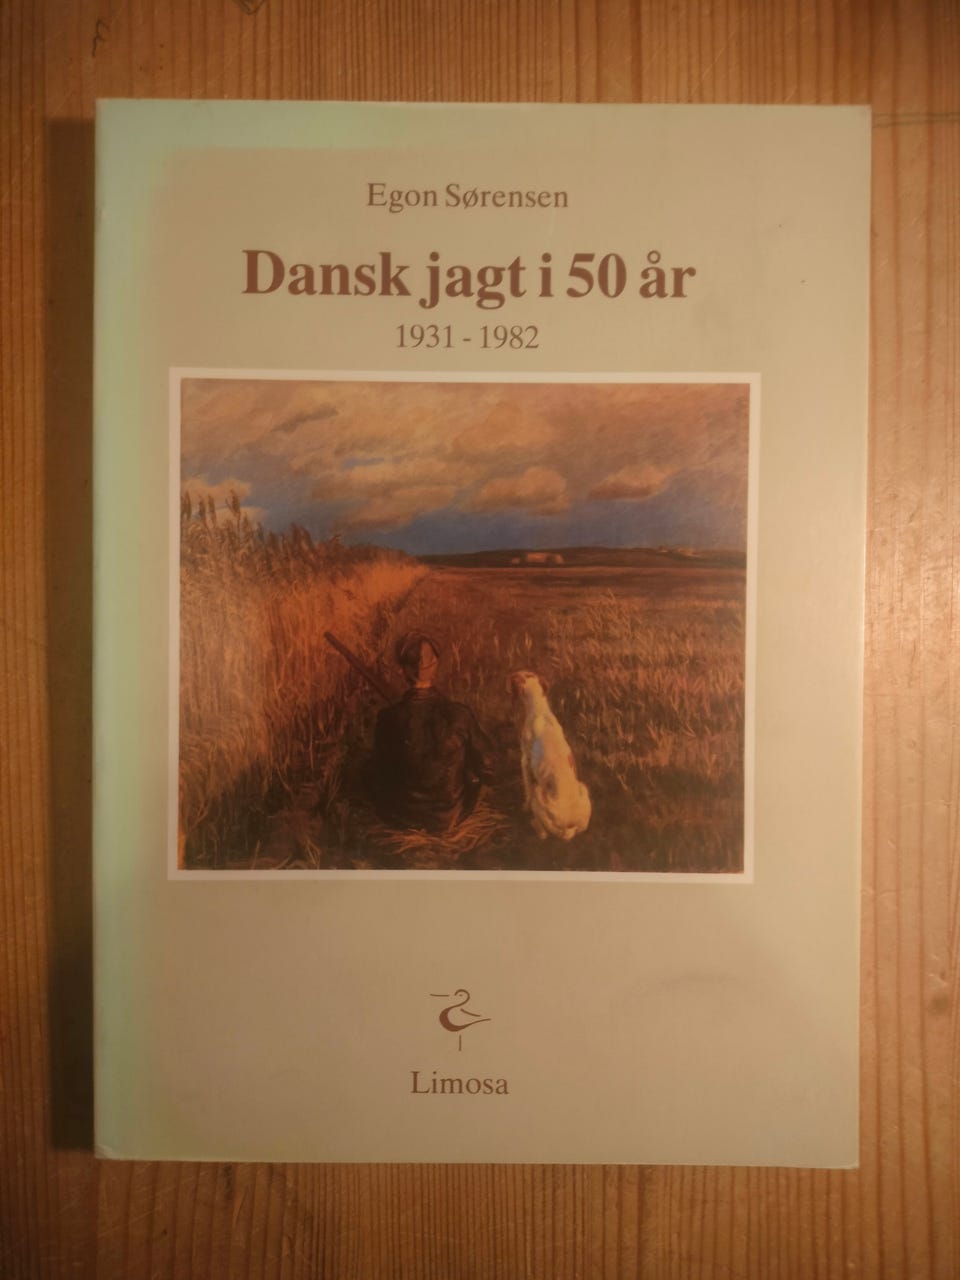 Egon Sørensen
Dansk jagt i 50 år
1931 - 1982
Limosa